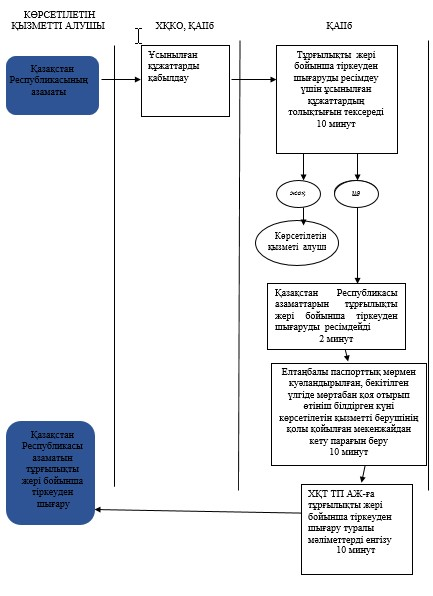 КӨРСЕТІЛЕТІН
ҚЫЗМЕТТІ АЛУШЫ
ХҚКО, ҚАПб
ҚАПб
Қазақстан
Республикасының
азаматы
Ұсынылған
құжаттарды
қабылдау
Тұрғылықты жері
бойынша тіркеуден
шығаруды ресімдеу
үшін ұсынылған
құжаттардың
толықтығын тексереді
10 минут
жоқ
ия
Көрсетілетін
қызметі алушы
Қазақстан Республикасы
азаматтарын тұрғылықты
жері бойынша тіркеуден
шығаруды ресімдейді
2 минут
Елтаңбалы паспорттық мөрмен
куәландырылған, бекітілген
үлгіде мөртабан қоя отырып
өтініш білдірген күні
көрсетілетін қызметті берушінің
қолы қойылған мекенжайдан
кету парағын беру
10 минут
Қазақстан
Республикасы
азаматын
тұрғылықты
жері бойынша
тіркеуден
шығару
ХҚТ ТП АЖ-ға
тұрғылықты жері
бойынша тіркеуден
шығару туралы
мәліметтерді енгізу
10 минут